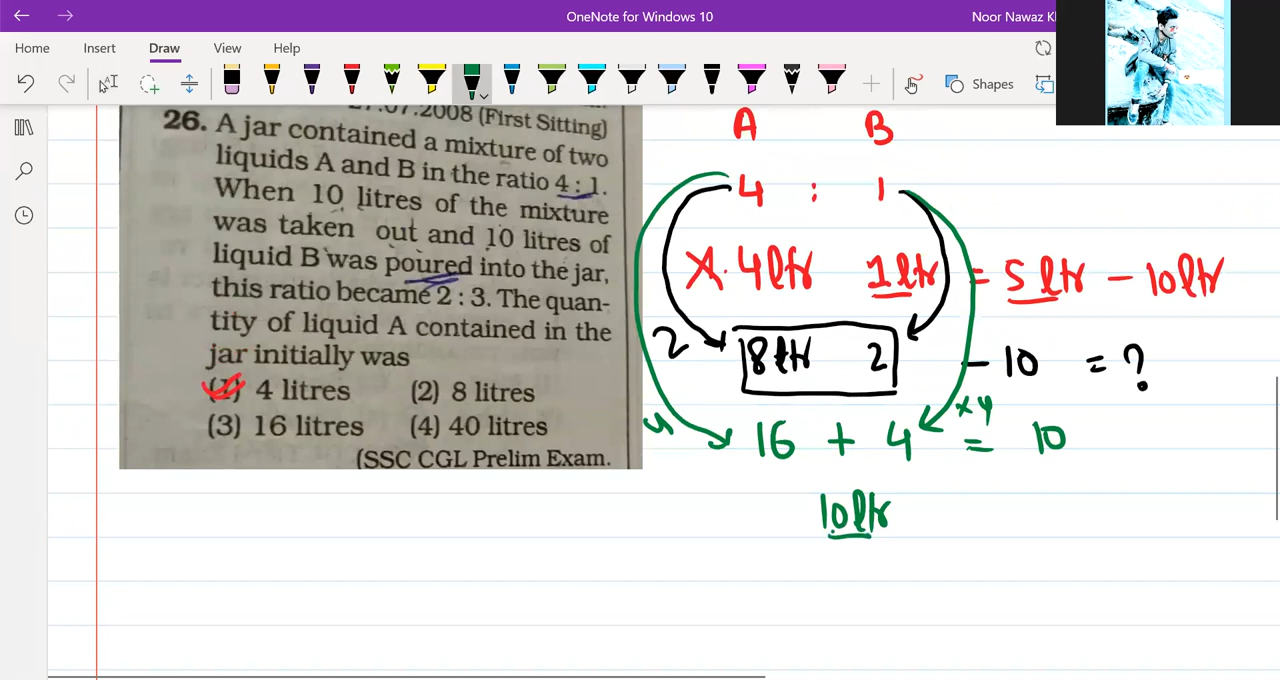 OneNote for Windows 10
Noor Nawaz
Home Insert Draw View Help
Shapes
.07.2008 (First Sitting)
26. A jar contained a mixture of two
liquids A and B in the ratio 4 : 1.
When 10 litres of the mixture
was taken out and 10 litres of
liquid B was poured into the jar,
this ratio became 2 : 3. The quan-
tity of liquid A contained in the
jar initially was
(1) 4 litres (2) 8 litres
(3) 16 litres (4) 40 litres
(SSC CGL Prelim Exam.
A B
4 : 1
X. 4ltr 1ltr = 5 ltr - 10ltr
2 8ltr 2 - 10 = ?
×4
4 16 + 4 = 10
10ltr